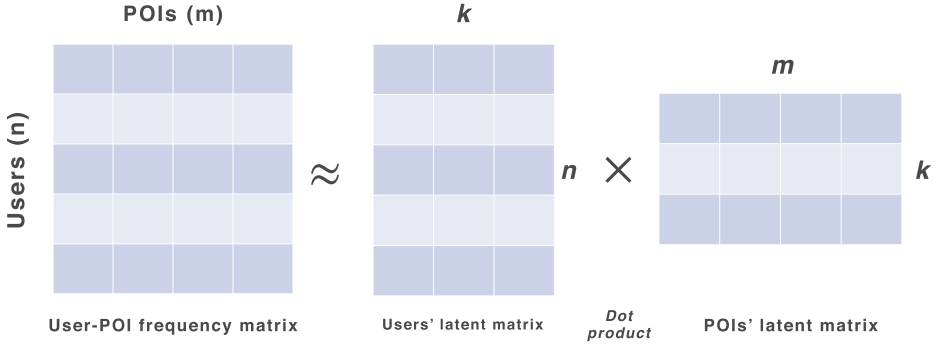 POIs (m)
k
m
Users (n)
≈
n
×
k
User-POI frequency matrix
Users' latent matrix
Dot
product
POIs' latent matrix